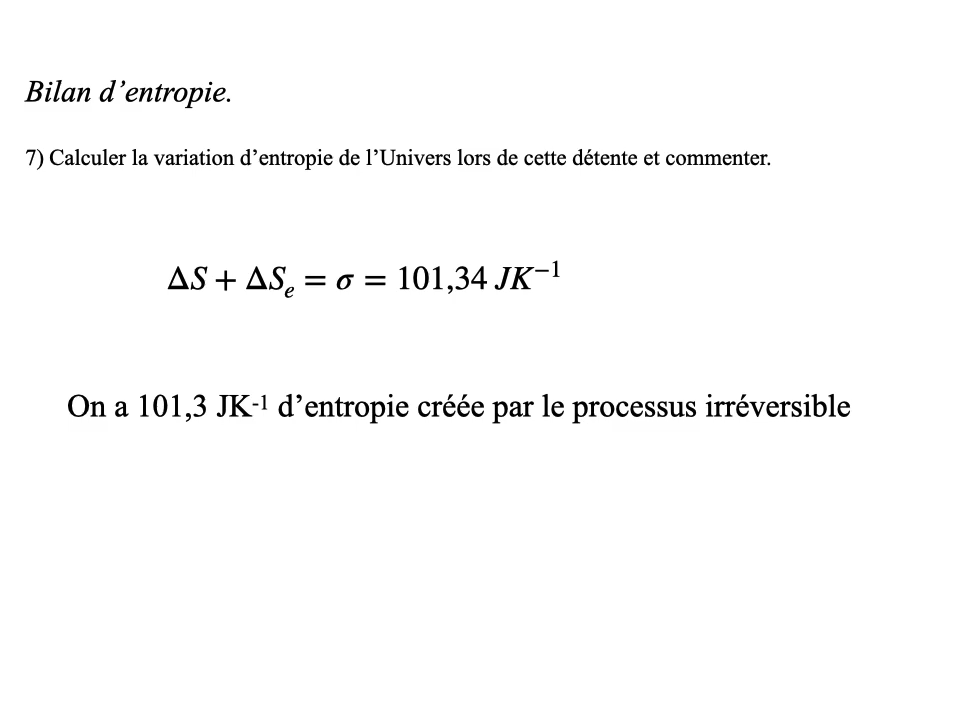 Bilan d’entropie.
7) Calculer la variation d’entropie de l’Univers lors de cette détente et commenter.
ΔS + ΔSₑ = σ = 101,34 JK⁻¹
On a 101,3 JK⁻¹ d’entropie créée par le processus irréversible